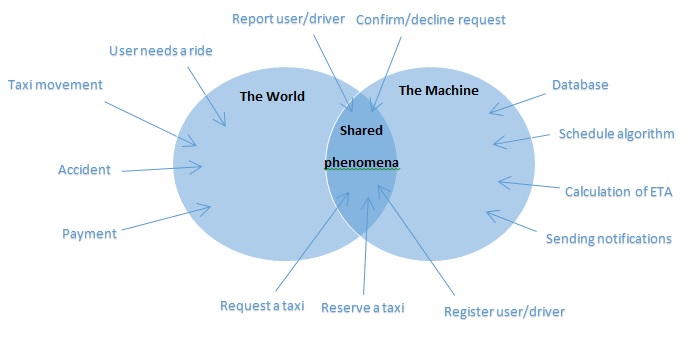 Report user/driver
Confirm/decline request
User needs a ride
Taxi movement
The World
The Machine
Database
Shared
phenomena
Schedule algorithm
Accident
Calculation of ETA
Payment
Sending notifications
Request a taxi
Reserve a taxi
Register user/driver